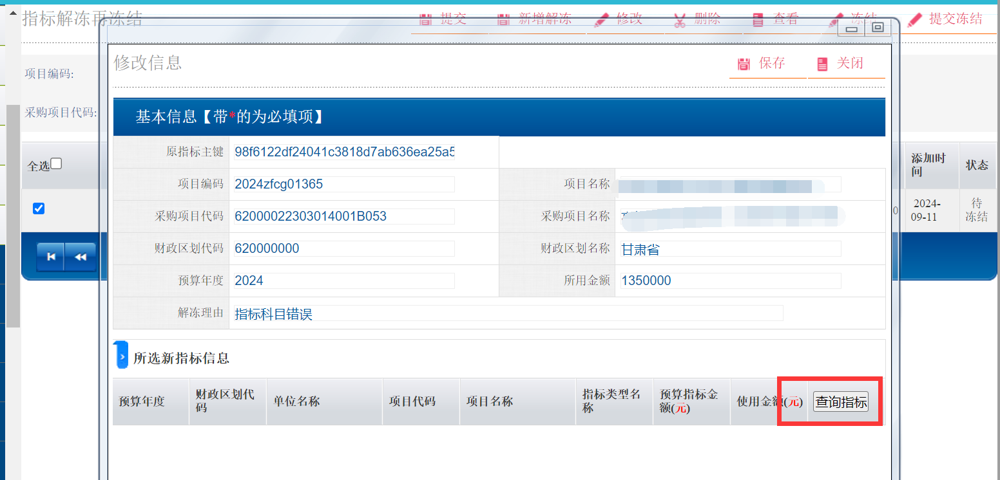 指标解冻再冻结
提交
新增解冻
修改
删除
查看
冻结
提交冻结
项目编码:
采购项目代码:
全选
添加时间
状态
0
2024-09-11
待冻结
修改信息
保存
关闭
基本信息【带*的为必填项】
原指标主键 98f6122df24041c3818d7ab636ea25a5
项目编码 2024zfcg01365 项目名称
采购项目代码 62000022303014001B053 采购项目名称
财政区划代码 620000000 财政区划名称 甘肃省
预算年度 2024 所用金额 1350000
解冻理由 指标科目错误
所选新指标信息
预算年度
财政区划代码
单位名称
项目代码
项目名称
指标类型名称
预算指标金额(元)
使用金额(元)
查询指标